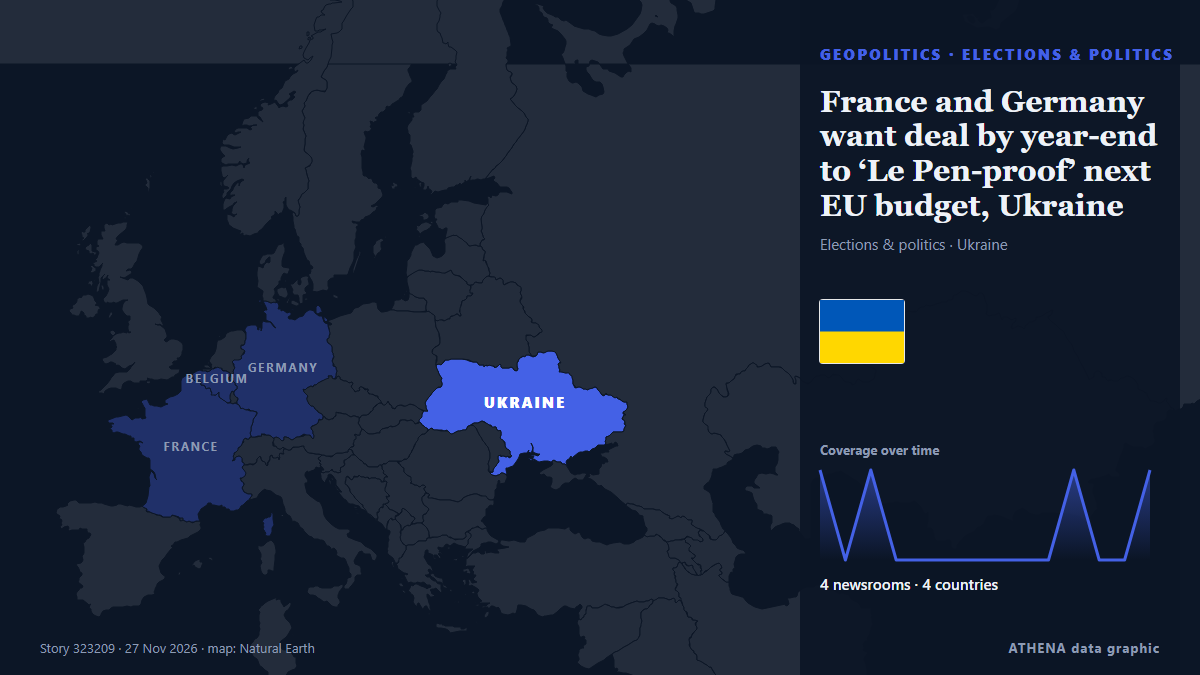 GEOPOLITICS · ELECTIONS & POLITICS
France and Germany
want deal by year-end
to ‘Le Pen-proof’ next
EU budget, Ukraine
Elections & politics · Ukraine
GERMANY
BELGIUM
UKRAINE
FRANCE
Coverage over time
4 newsrooms · 4 countries
Story 323209 · 27 Nov 2026 · map: Natural Earth
ATHENA data graphic